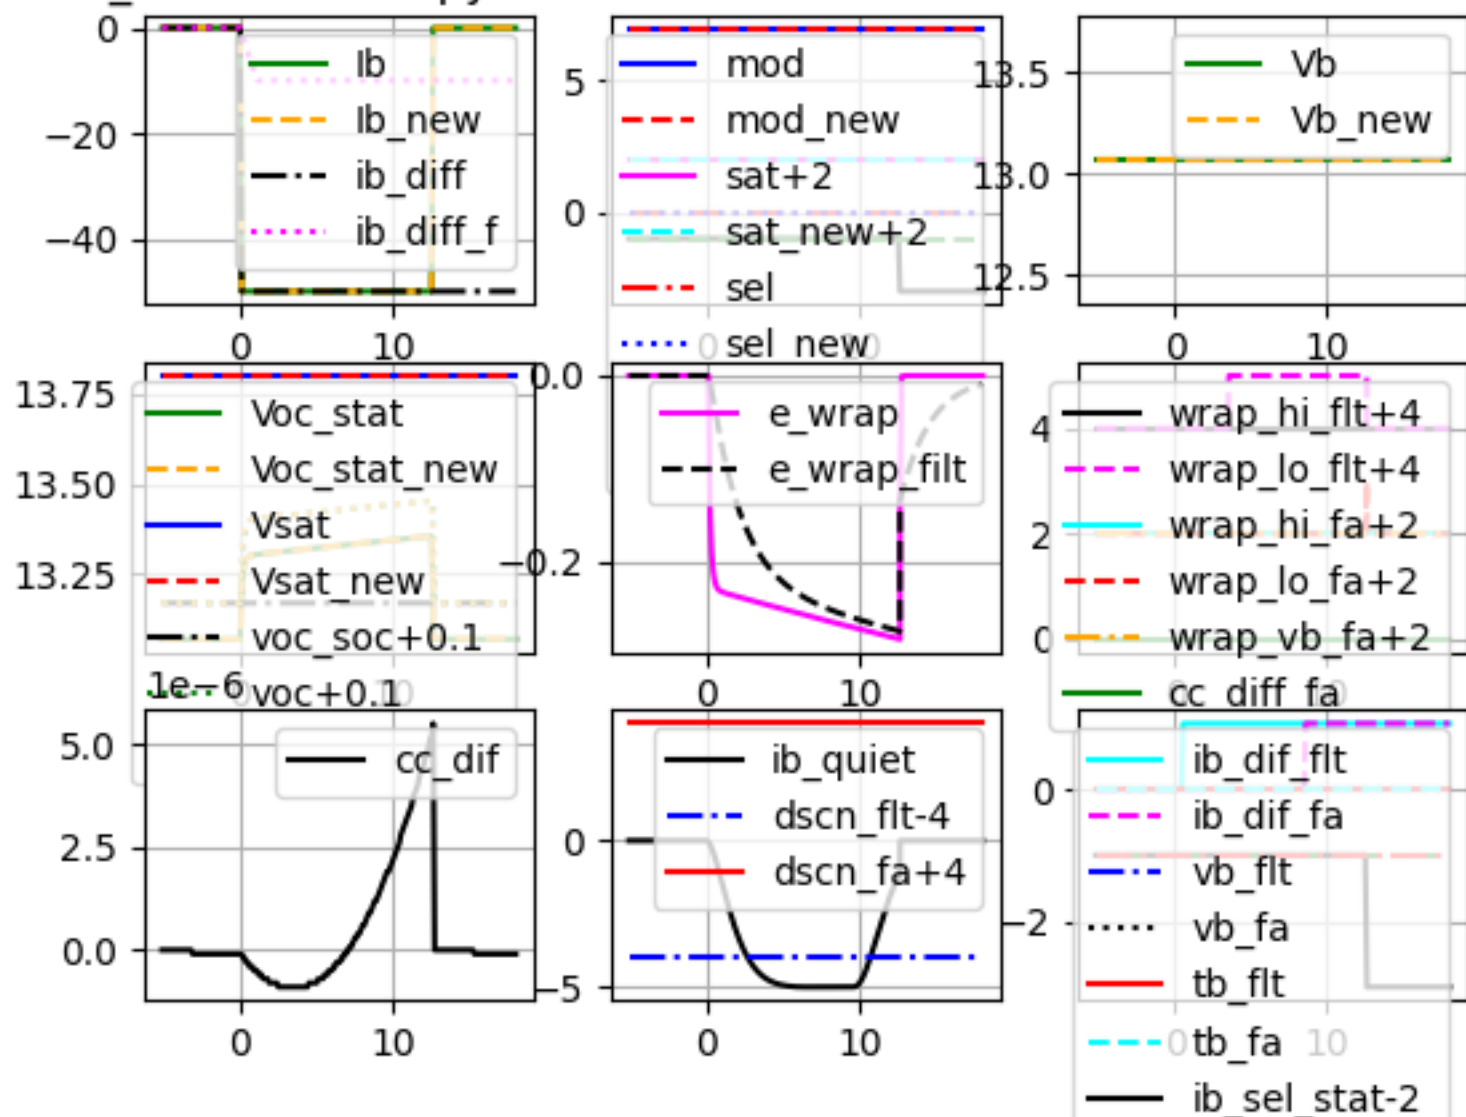 0
−20
−40
Ib
Ib_new
ib_diff
ib_diff_f
0 10
5
0
mod
mod_new
sat+2
sat_new+2
sel
sel_new
0
13.5
13.0
12.5
Vb
Vb_new
0 10
13.75
13.50
13.25
Voc_stat
Voc_stat_new
Vsat
Vsat_new
voc_soc+0.1
voc+0.1
0.0
−0.2
e_wrap
e_wrap_filt
0 10
4
2
0
wrap_hi_flt+4
wrap_lo_flt+4
wrap_hi_fa+2
wrap_lo_fa+2
wrap_vb_fa+2
cc_diff_fa
1e−6
5.0
2.5
0.0
cc_dif
0 10
0
−5
ib_quiet
dscn_flt-4
dscn_fa+4
0 10
0
−2
ib_dif_flt
ib_dif_fa
vb_flt
vb_fa
tb_flt
tb_fa
ib_sel_stat-2
0 10